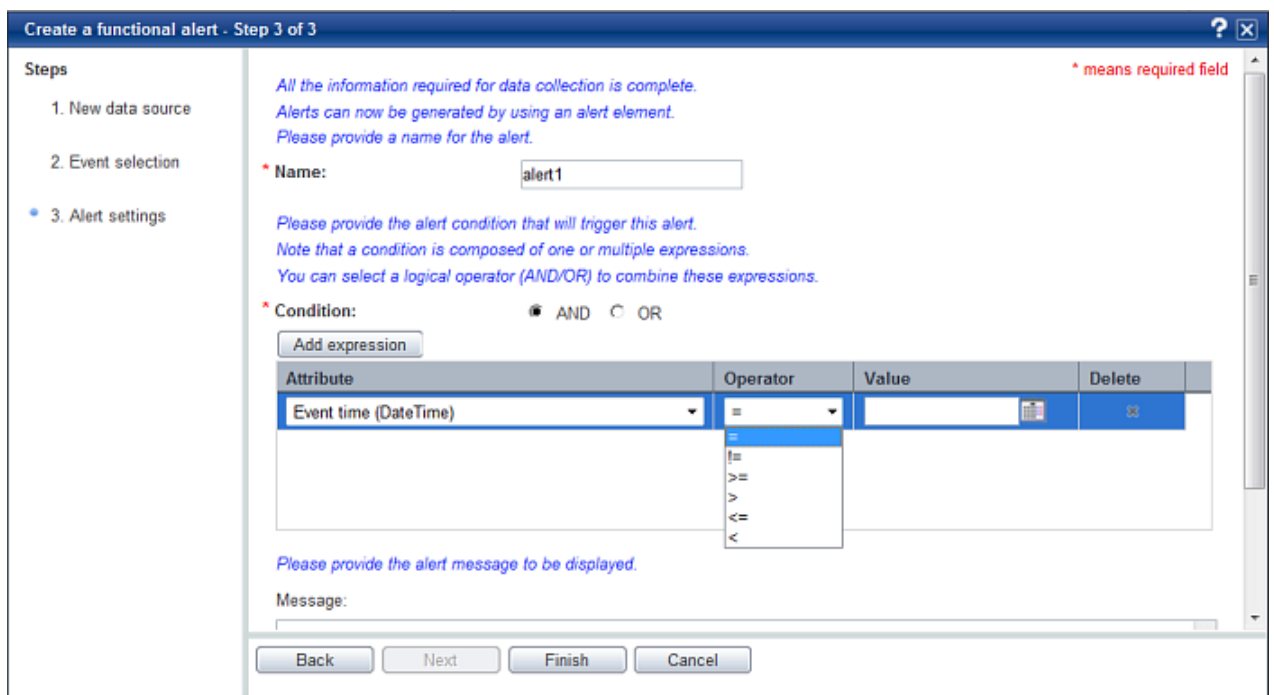 Create a functional alert - Step 3 of 3
?
Steps
* means required field
1. New data source
2. Event selection
3. Alert settings
All the information required for data collection is complete.
Alerts can now be generated by using an alert element.
Please provide a name for the alert.
* Name: alert1
Please provide the alert condition that will trigger this alert.
Note that a condition is composed of one or multiple expressions.
You can select a logical operator (AND/OR) to combine these expressions.
* Condition: AND OR
Add expression
Attribute Operator Value Delete
Event time (DateTime) =
=
!=
>=
>
<=
<
Please provide the alert message to be displayed.
Message:
Back Next Finish Cancel